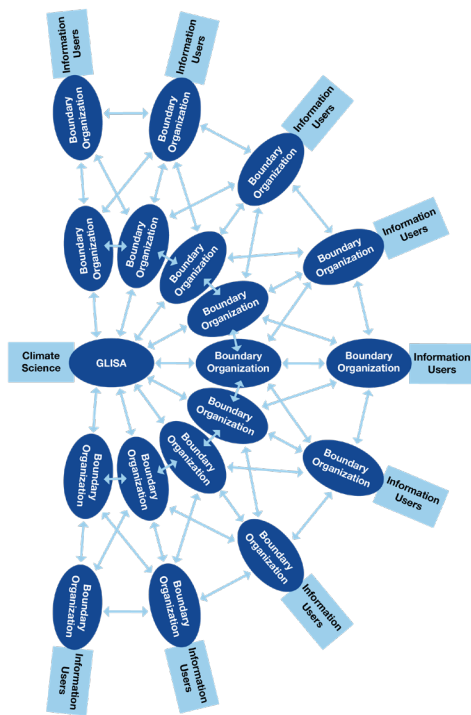 Information
Users
Information
Users
Boundary
Organization
Boundary
Organization
Information
Users
Boundary
Organization
Boundary
Organization
Boundary
Organization
Boundary
Organization
Information
Users
Boundary
Organization
Boundary
Organization
Climate
Science
GLISA
Boundary
Organization
Boundary
Organization
Information
Users
Boundary
Organization
Boundary
Organization
Boundary
Organization
Boundary
Organization
Boundary
Organization
Information
Users
Boundary
Organization
Information
Users
Boundary
Organization
Boundary
Organization
Information
Users
Information
Users